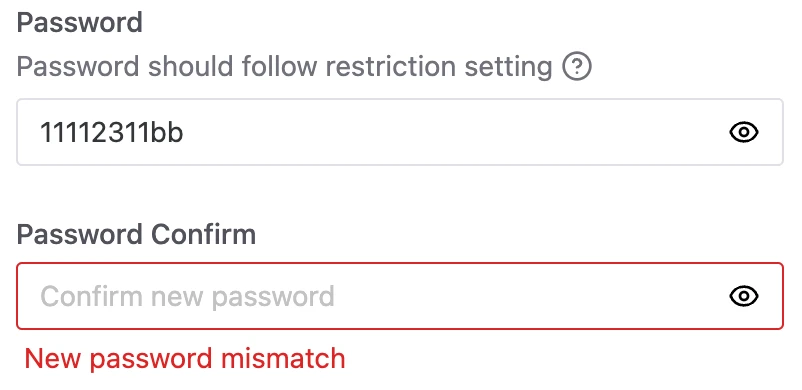 Password
Password should follow restriction setting ?
11112311bb
Password Confirm
Confirm new password
New password mismatch